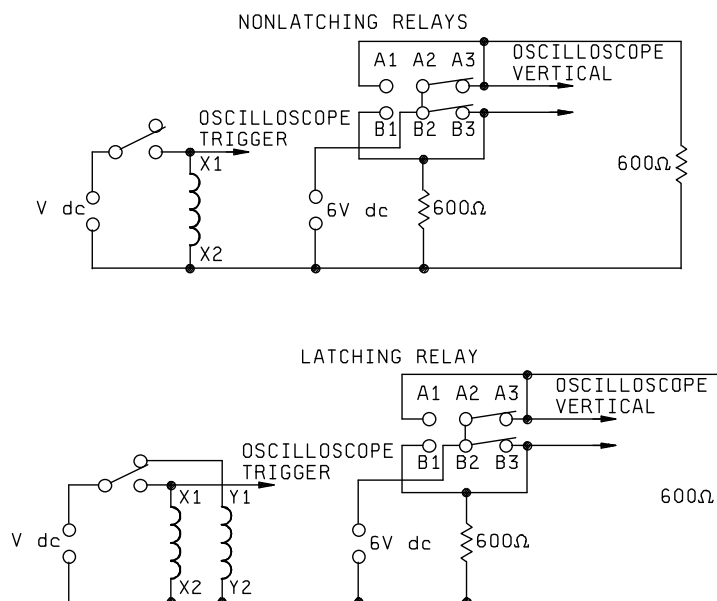 NONLATCHING RELAYS
A1 A2 A3
OSCILLOSCOPE
VERTICAL
OSCILLOSCOPE
TRIGGER
B1 B2 B3
X1
600Ω
V dc
6V dc
600Ω
X2
LATCHING RELAY
A1 A2 A3
OSCILLOSCOPE
VERTICAL
OSCILLOSCOPE
TRIGGER
B1 B2 B3
X1 Y1
600Ω
V dc
6V dc
600Ω
X2 Y2